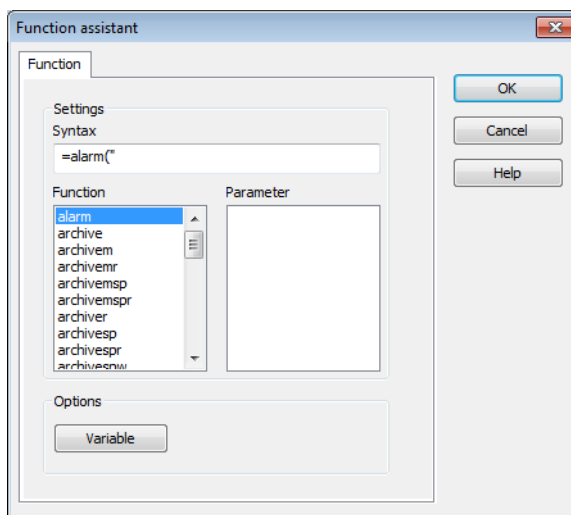 Function assistant
Function
OK
Settings
Syntax
Cancel
=alarm("
Help
Function Parameter
alarm
archive
archivem
archivemr
archivemsp
archivemspr
archiver
archivesp
archivespr
archivespw
Options
Variable